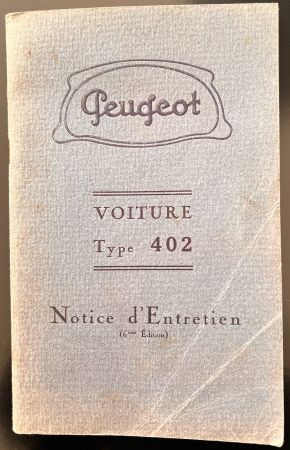 Peugeot
VOITURE
Type 402
Notice d'Entretien
(6ème Édition)